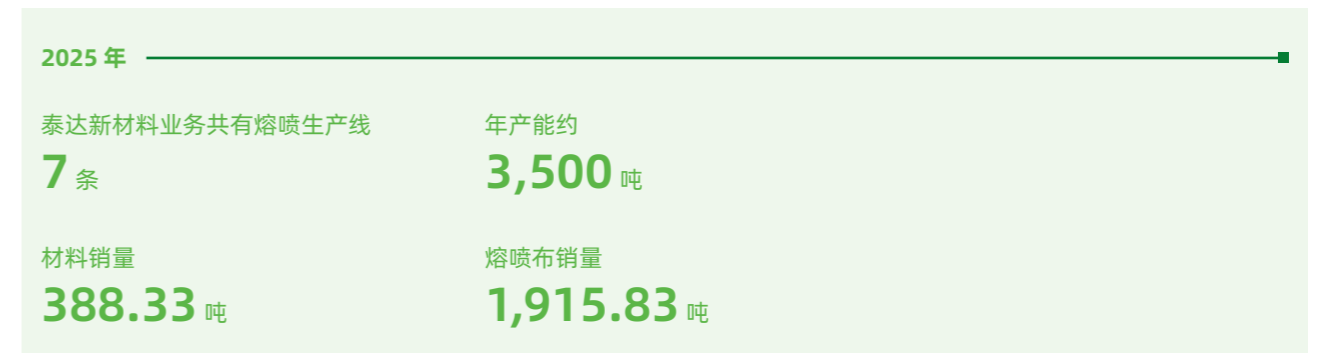 2025 年
泰达新材料业务共有熔喷生产线
年产能约
7 条
3,500 吨
材料销量
熔喷布销量
388.33 吨
1,915.83 吨